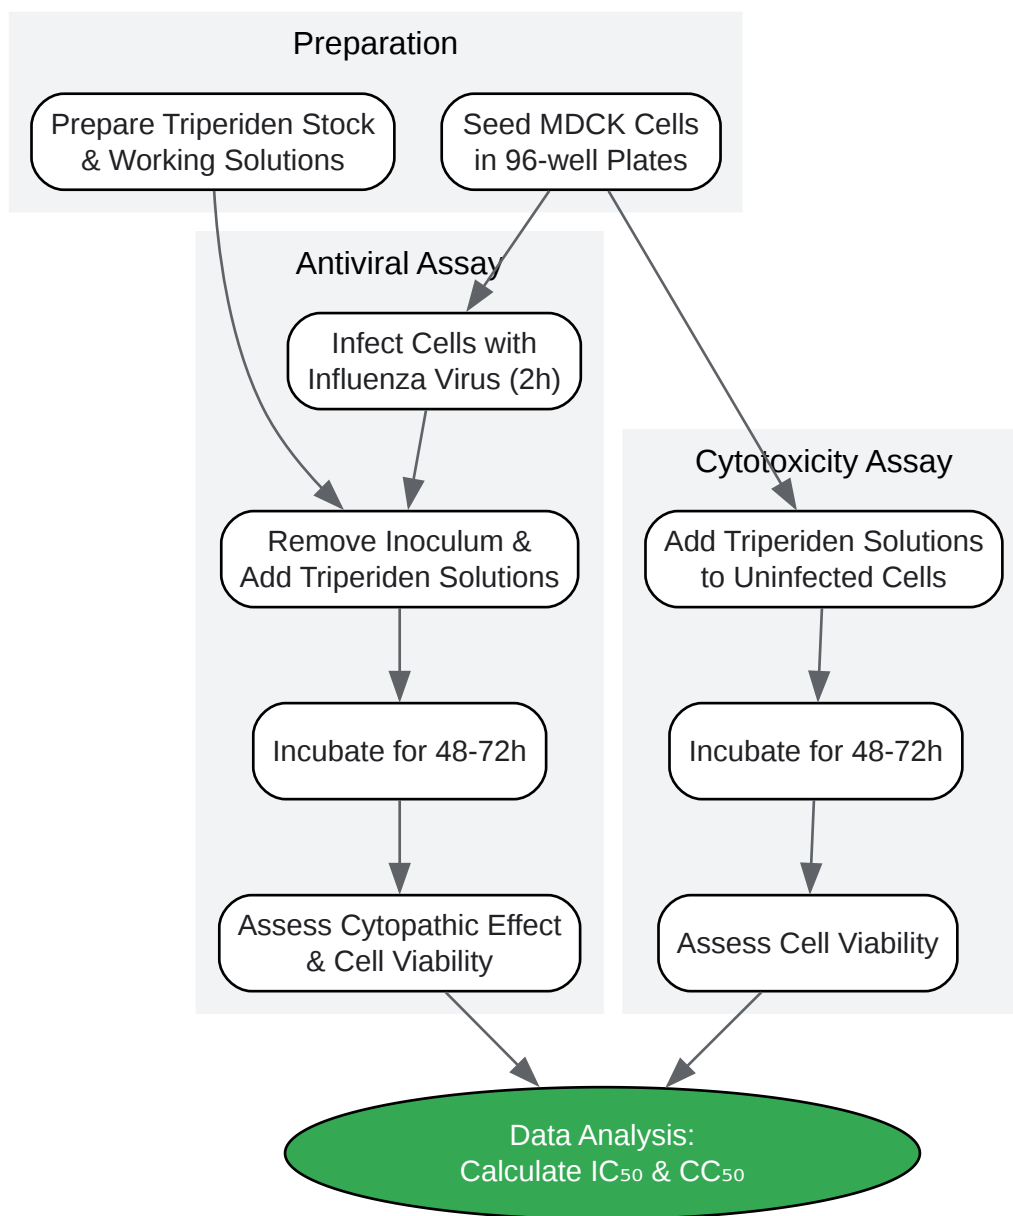 Preparation
Prepare Triperiden Stock
& Working Solutions
Seed MDCK Cells
in 96-well Plates
Antiviral Assay
Infect Cells with
Influenza Virus (2h)
Remove Inoculum &
Add Triperiden Solutions
Incubate for 48-72h
Assess Cytopathic Effect
& Cell Viability
Cytotoxicity Assay
Add Triperiden Solutions
to Uninfected Cells
Incubate for 48-72h
Assess Cell Viability
Data Analysis:
Calculate IC₅₀ & CC₅₀